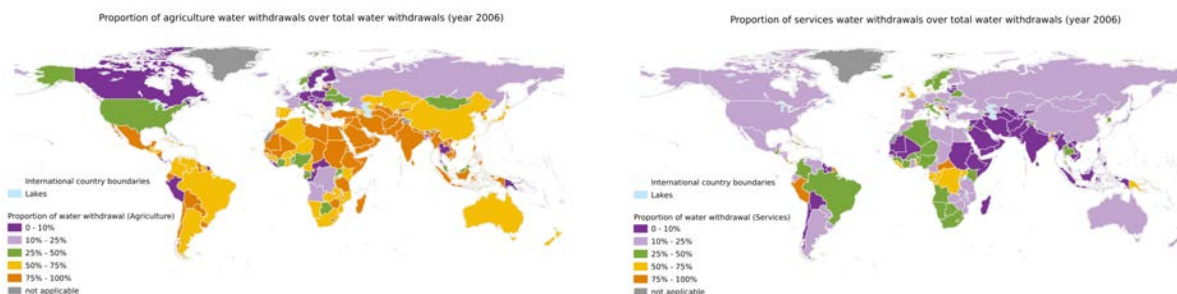 Proportion of agriculture water withdrawals over total water withdrawals (year 2006)
International country boundaries
Lakes
Proportion of water withdrawal (Agriculture)
0 - 10%
10% - 25%
25% - 50%
50% - 75%
75% - 100%
not applicable
Proportion of services water withdrawals over total water withdrawals (year 2006)
International country boundaries
Lakes
Proportion of water withdrawal (Services)
0 - 10%
10% - 25%
25% - 50%
50% - 75%
75% - 100%
not applicable